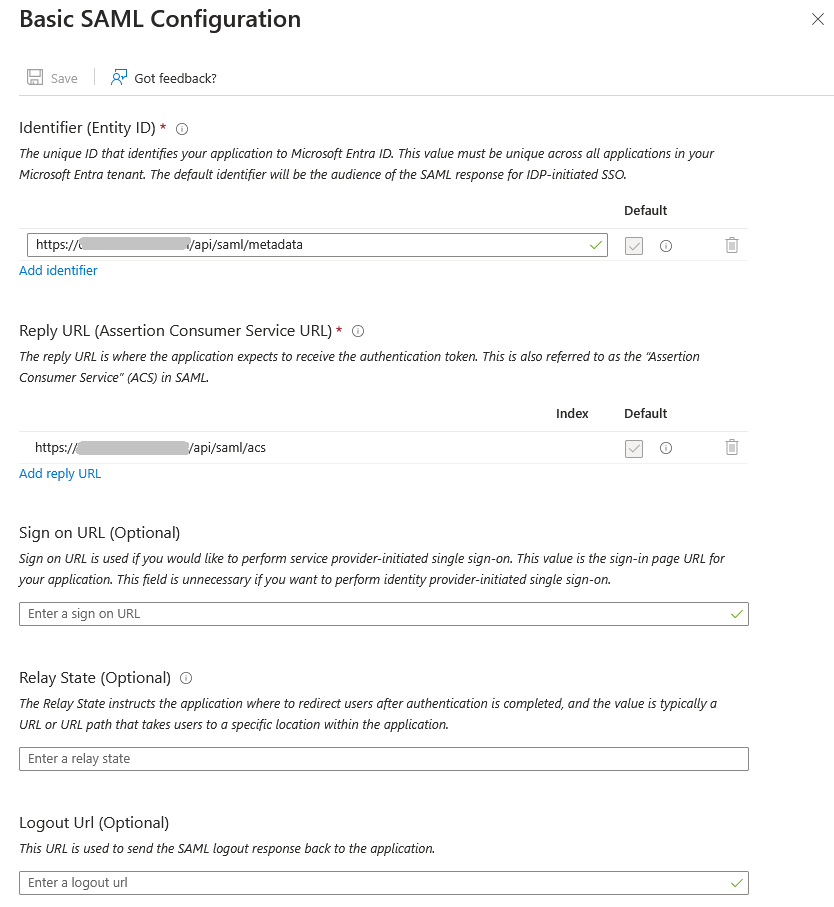 Basic SAML Configuration
Save
Got feedback?
Identifier (Entity ID) *
The unique ID that identifies your application to Microsoft Entra ID. This value must be unique across all applications in your
Microsoft Entra tenant. The default identifier will be the audience of the SAML response for IDP-initiated SSO.
Default
https:// /api/saml/metadata
Add identifier
Reply URL (Assertion Consumer Service URL) *
The reply URL is where the application expects to receive the authentication token. This is also referred to as the “Assertion
Consumer Service” (ACS) in SAML.
Index Default
https:// /api/saml/acs
Add reply URL
Sign on URL (Optional)
Sign on URL is used if you would like to perform service provider-initiated single sign-on. This value is the sign-in page URL for
your application. This field is unnecessary if you want to perform identity provider-initiated single sign-on.
Enter a sign on URL
Relay State (Optional)
The Relay State instructs the application where to redirect users after authentication is completed, and the value is typically a
URL or URL path that takes users to a specific location within the application.
Enter a relay state
Logout Url (Optional)
This URL is used to send the SAML logout response back to the application.
Enter a logout url